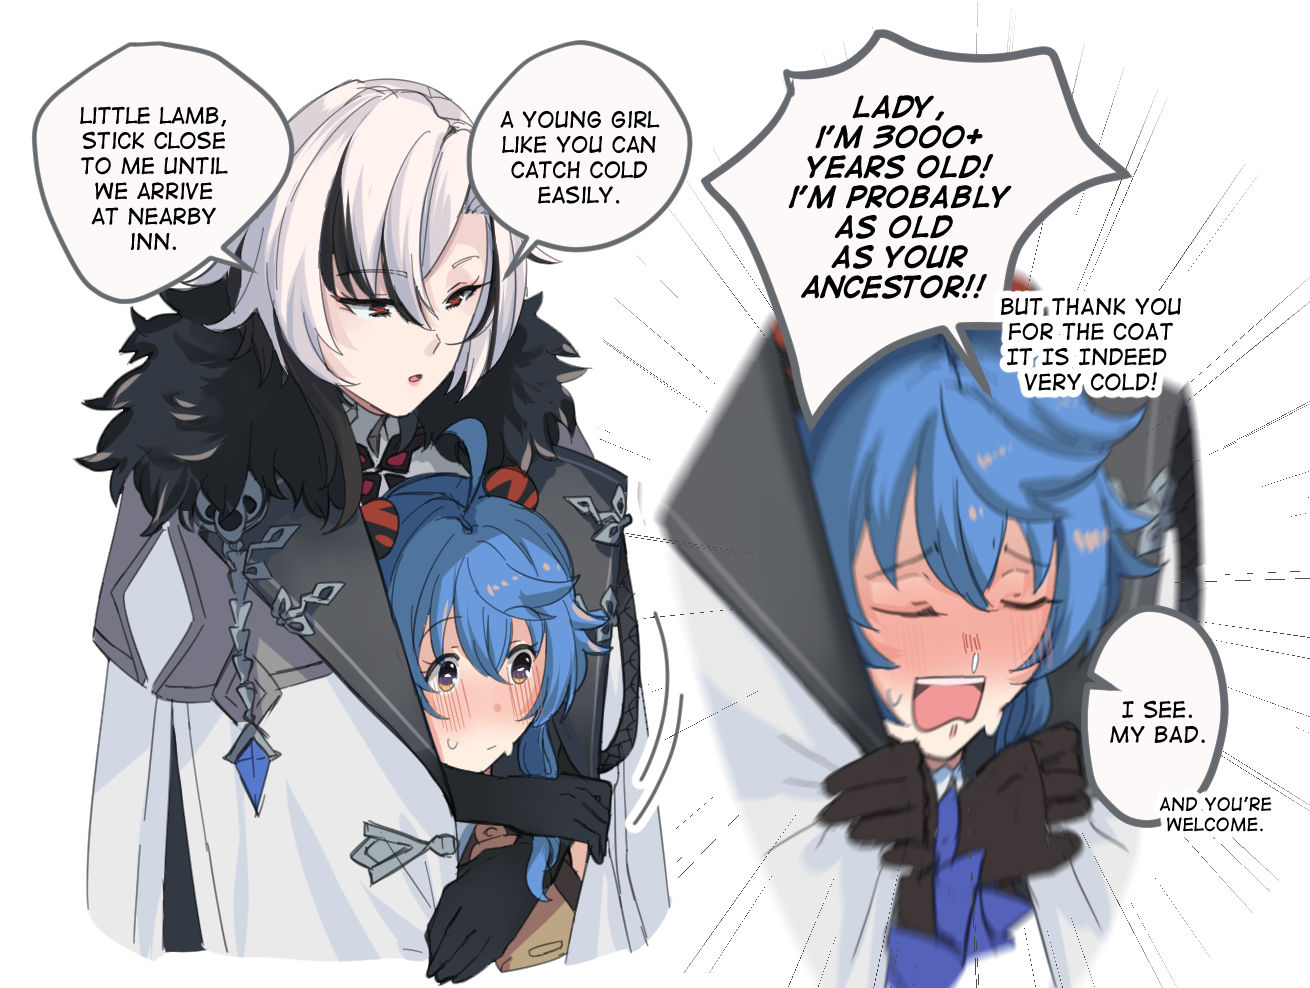 LITTLE LAMB,
STICK CLOSE
TO ME UNTIL
WE ARRIVE
AT NEARBY
INN.
A YOUNG GIRL
LIKE YOU CAN
CATCH COLD
EASILY.
LADY,
I'M 3000+
YEARS OLD!
I'M PROBABLY
AS OLD
AS YOUR
ANCESTOR!!
BUT THANK YOU
FOR THE COAT
IT IS INDEED
VERY COLD!
I SEE.
MY BAD.
AND YOU'RE
WELCOME.